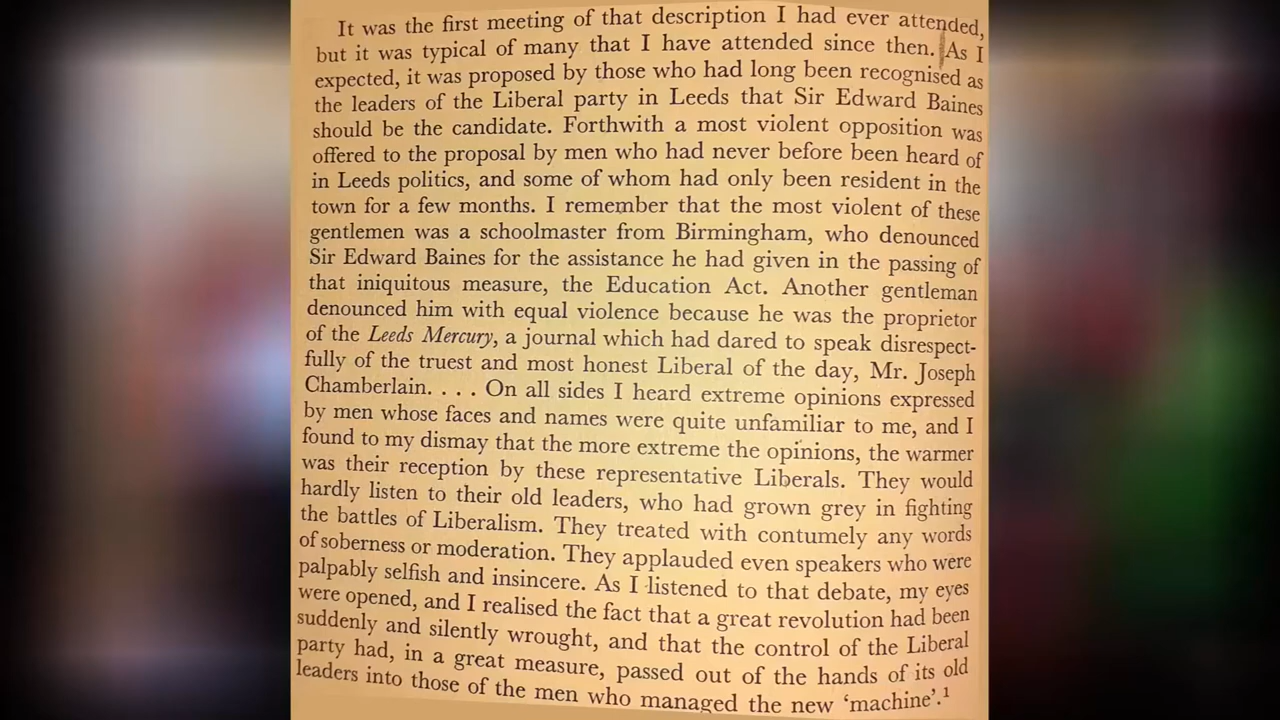 It was the first meeting of that description I had ever attended,
but it was typical of many that I have attended since then. As I
expected, it was proposed by those who had long been recognised as
the leaders of the Liberal party in Leeds that Sir Edward Baines
should be the candidate. Forthwith a most violent opposition was
offered to the proposal by men who had never before been heard of
in Leeds politics, and some of whom had only been resident in the
town for a few months. I remember that the most violent of these
gentlemen was a schoolmaster from Birmingham, who denounced
Sir Edward Baines for the assistance he had given in the passing of
that iniquitous measure, the Education Act. Another gentleman
denounced him with equal violence because he was the proprietor
of the Leeds Mercury, a journal which had dared to speak disrespect-
fully of the truest and most honest Liberal of the day, Mr. Joseph
Chamberlain. . . . On all sides I heard extreme opinions expressed
by men whose faces and names were quite unfamiliar to me, and I
found to my dismay that the more extreme the opinions, the warmer
was their reception by these representative Liberals. They would
hardly listen to their old leaders, who had grown grey in fighting
the battles of Liberalism. They treated with contumely any words
of soberness or moderation. They applauded even speakers who were
palpably selfish and insincere. As I listened to that debate, my eyes
were opened, and I realised the fact that a great revolution had been
suddenly and silently wrought, and that the control of the Liberal
party had, in a great measure, passed out of the hands of its old
leaders into those of the men who managed the new ‘machine’.¹